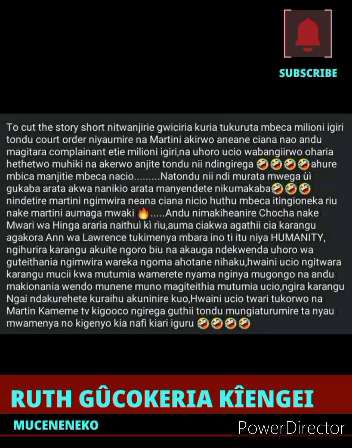 SUBSCRIBE
To cut the story short nitwanjirie gwiciria kuria tukuruta mbeca milioni igiri
tondu court order niyaumire na Martini akirwo aneane ciana nao andu
magitara complainant etie milioni igiri,na uhoro ucio wabangiirwo oharia
hethetwo muhiki na akerwo anjite tondu nii ndingirega 🤣🤣🤣🤣ahure
mbica manjitie mbeca nacio.........Natondu nii ndi murata mwega ùì
gukaba arata akwa nanikio arata manyendete nikumakaba🤣🤣🤣
nindetire martini ngimwira neana ciana nicio huthu mbeca itingioneka riu
nake martini aumaga mwaki 🔥.....Andu nimakiheanire Chocha nake
Mwari wa Hinga araria naithuì kì riu,auma ciakwa agathii cia karangu
agakora Ann wa Lawrence tukimenya mbara ino ti itu niya HUMANITY,
ngihurira karangu akuite ngoro biu na akauga ndekwenda uhoro wa
guteithania ngimwira wareka ngoma ahotane nihaku,hwaini ucio ngitwara
karangu mucii kwa mutumia wamerete nyama nginya mugongo na andu
makionania wendo munene muno magiteithia mutumia ucio,ngira karangu
Ngai ndakurehete kuraihu akuninire kuo,Hwaini ucio twari tukorwo na
Martin Kameme tv kigooco ngirega guthii tondu mungiaturumire ta nyau
mwamenya no kigenyo kia nafi kiari iguru 🤣🤣🤣🤣
RUTH GÛCOKERIA KÎENGEI
MUCENENEKO
PowerDirector